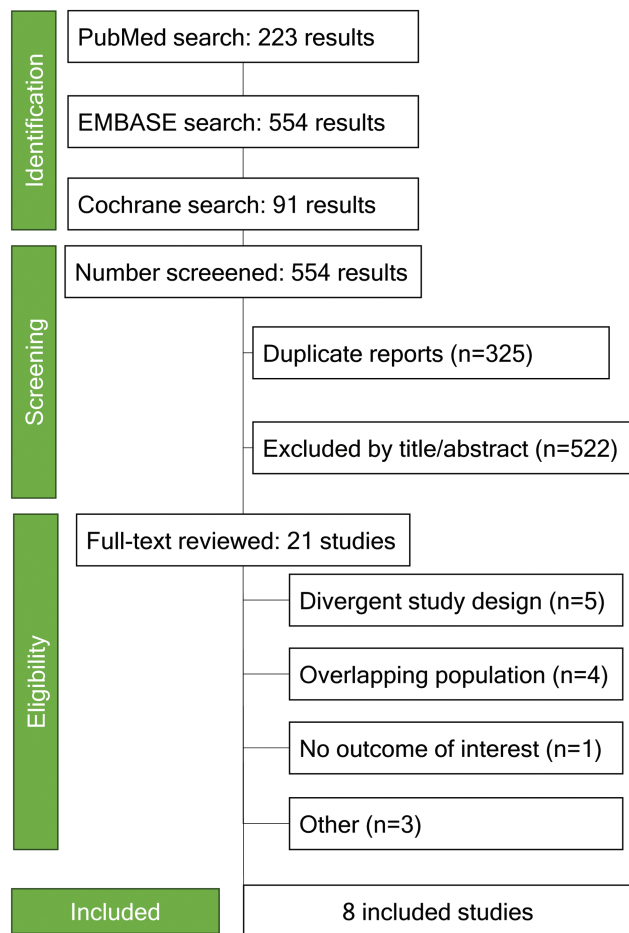 Identification
PubMed search: 223 results
EMBASE search: 554 results
Cochrane search: 91 results
Screening
Number screeened: 554 results
Duplicate reports (n=325)
Excluded by title/abstract (n=522)
Eligibility
Full-text reviewed: 21 studies
Divergent study design (n=5)
Overlapping population (n=4)
No outcome of interest (n=1)
Other (n=3)
Included
8 included studies